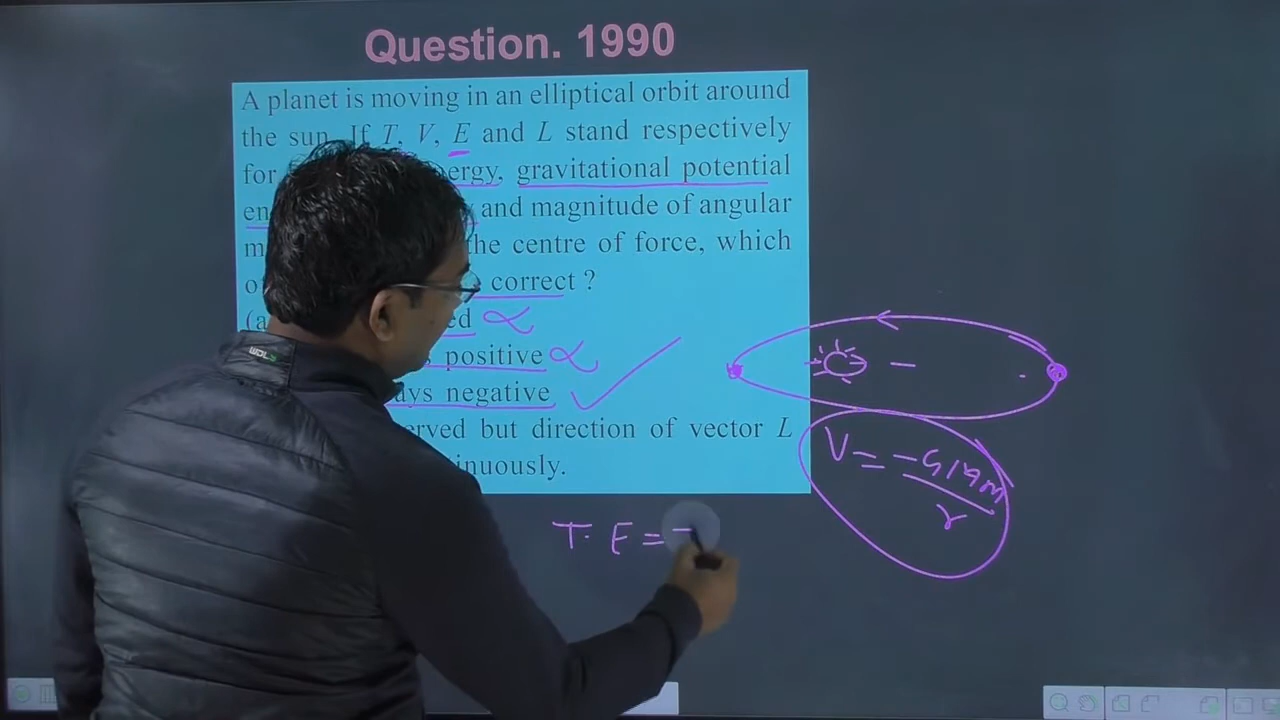 Question. 1990
A planet is moving in an elliptical orbit around
the sun. If T, V, E and L stand respectively
for ergy, gravitational potential
en and magnitude of angular
m the centre of force, which
o correct ?
(a ed ∝
s positive ∝
ays negative ✓
erved but direction of vector L
inuously.
V = -GMm
r
T. E = -